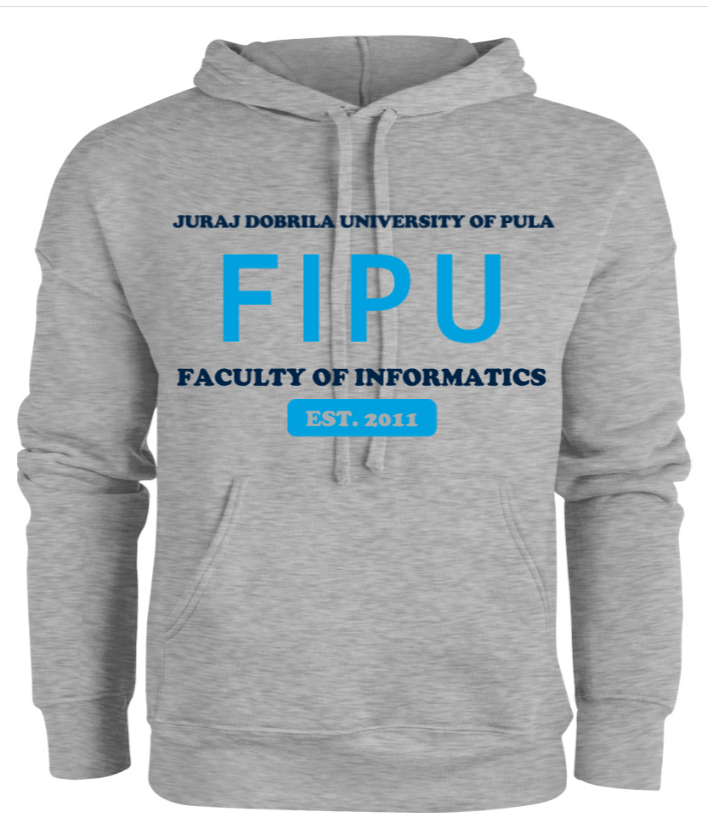 JURAJ DOBRILA UNIVERSITY OF PULA
FIPU
FACULTY OF INFORMATICS
EST. 2011